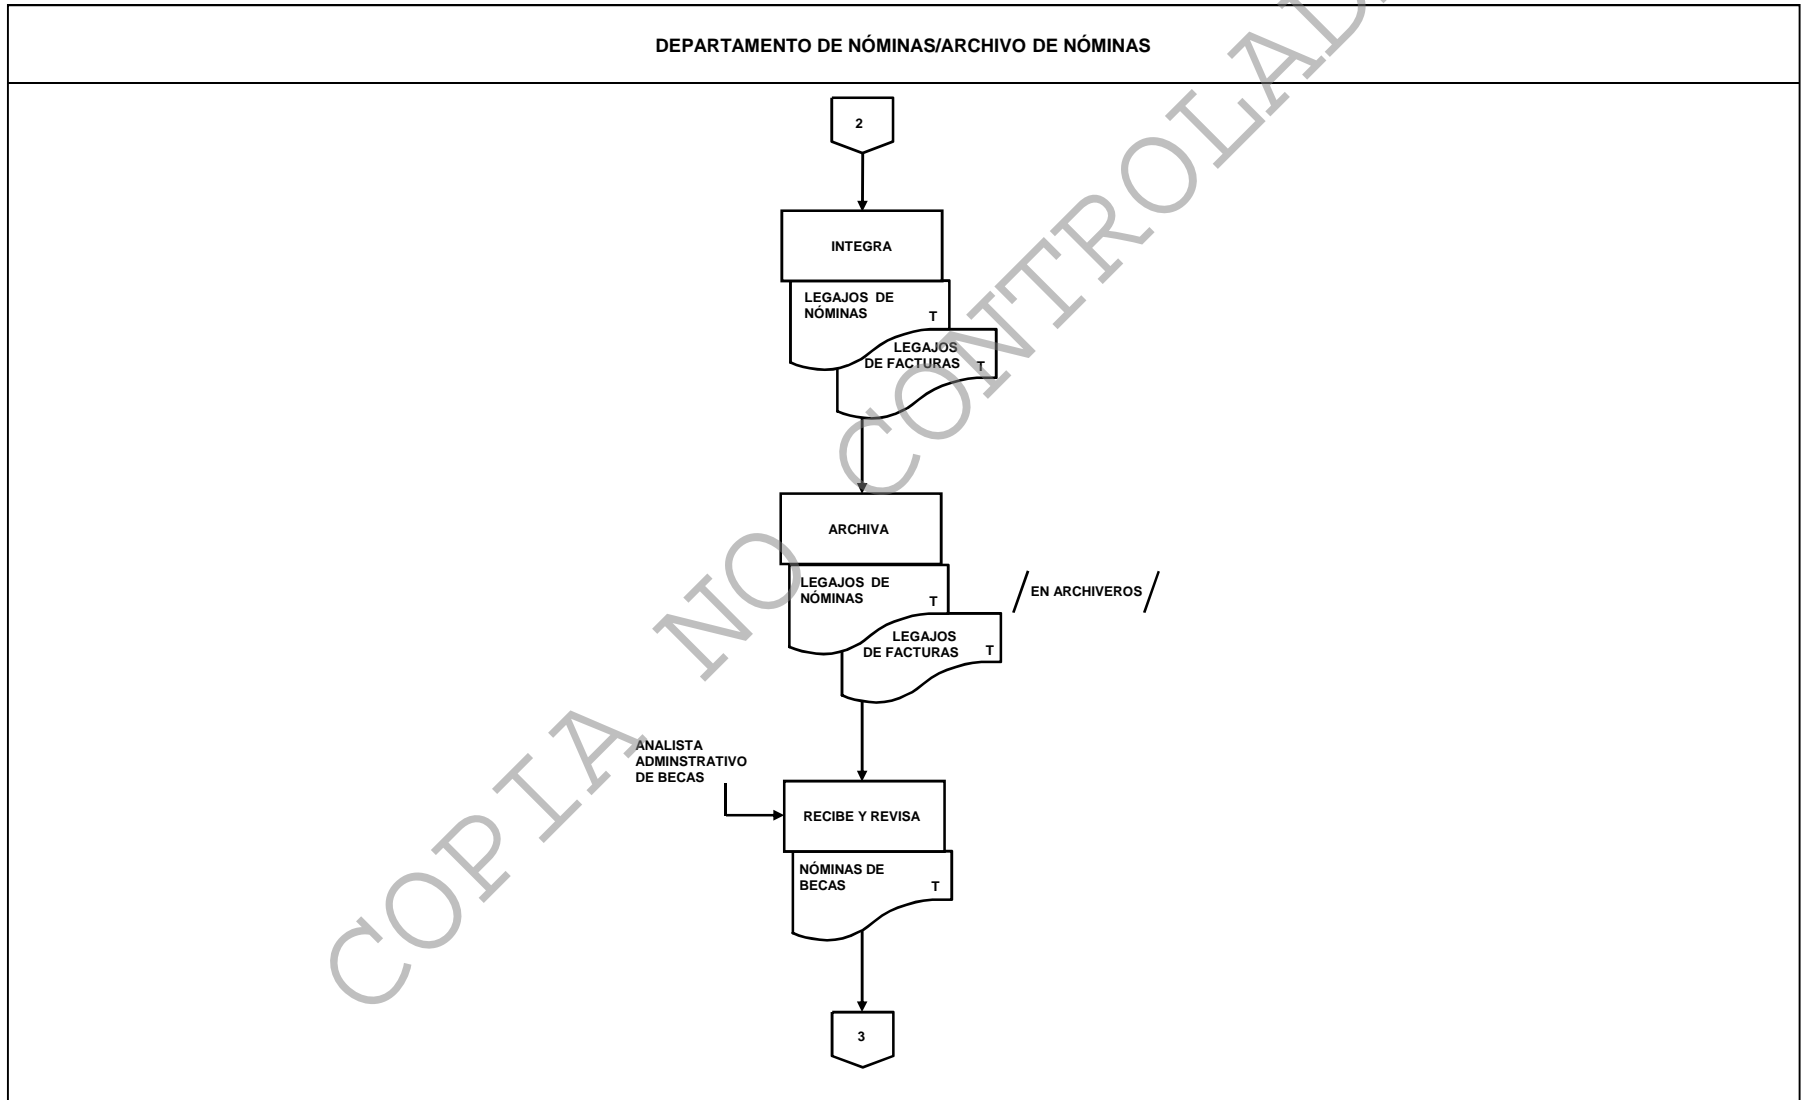 DEPARTAMENTO DE NÓMINAS/ARCHIVO DE NÓMINAS
2
INTEGRA
LEGAJOS DE
NÓMINAS T
LEGAJOS
DE FACTURAS T
ARCHIVA
LEGAJOS DE
NÓMINAS T
EN ARCHIVEROS
LEGAJOS
DE FACTURAS T
ANALISTA
ADMINSTRATIVO
DE BECAS
RECIBE Y REVISA
NÓMINAS DE
BECAS T
3
COPIA NO CONTROLAD